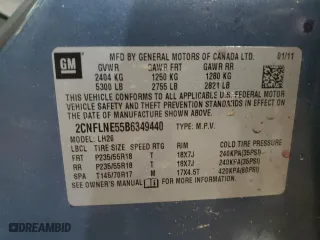 GM
MFD BY GENERAL MOTORS OF CANADA LTD. 01/11
GVWR GAWR FRT GAWR RR
2404 KG 1250 KG 1280 KG
5300 LB 2755 LB 2821 LB
THIS VEHICLE CONFORMS TO ALL APPLICABLE U.S. FEDERAL MOTOR
VEHICLE SAFETY AND THEFT PREVENTION STANDARDS IN EFFECT ON
THE DATE OF MANUFACTURE SHOWN ABOVE.
2CNFLNE55B6349440 TYPE: M.P.V.
MODEL: LH26
LBCL TIRE SIZE SPEED RTG RIM COLD TIRE PRESSURE
FRT P235/55R18 T 18X7J 240KPA(35PSI)
RR P235/55R18 T 18X7J 240KPA(35PSI)
SPA T145/70R17 M 17X4.5T 420KPA(60PSI)
SEE OWNER'S MANUAL
DISCOUNT